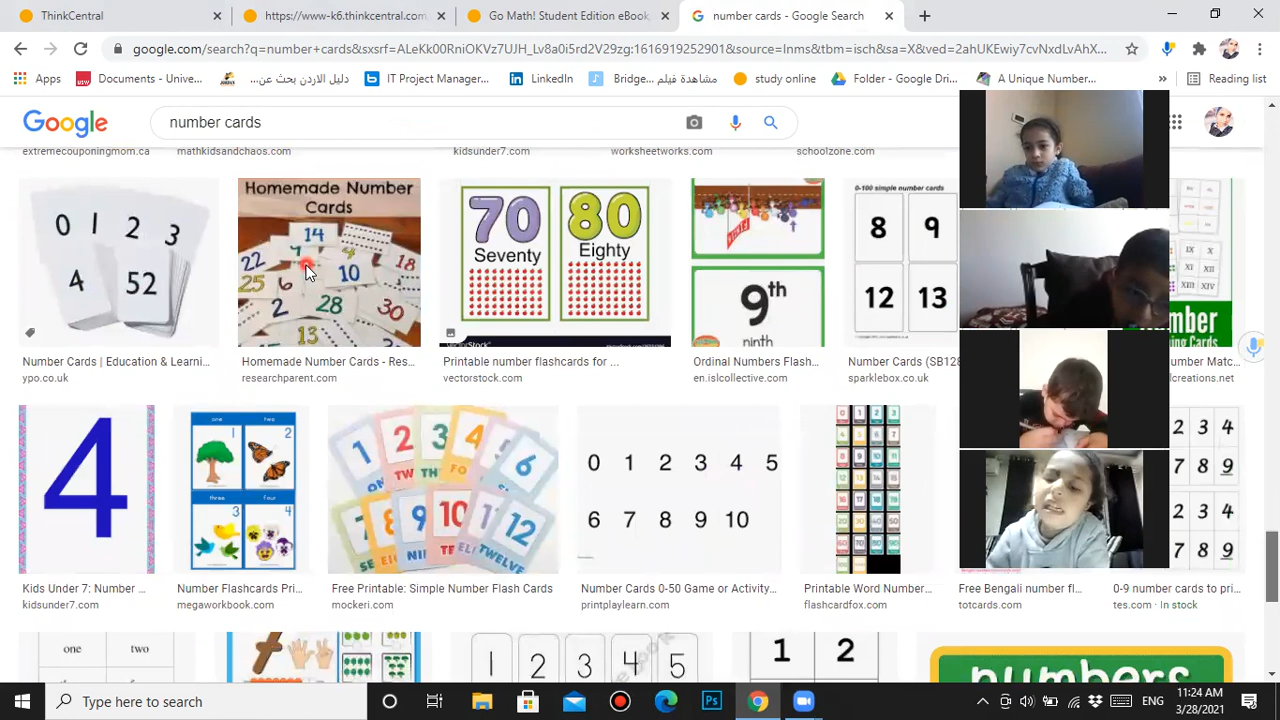 ThinkCentral
https://www-k6.thinkcentral.com
Go Math! Student Edition eBook
number cards - Google Search
google.com/search?q=number+cards&sxsrf=ALeKk00RniOKVz7UJH_Lv8a0i5rd2V29zg:1616919252901&source=lnms&tbm=isch&sa=X&ved=2ahUKEwiy7cvNxdLvAhX...
Apps
Documents - Unive...
دليل الاردن بحث عن...
IT Project Manager...
LinkedIn
Bridge...
مشاهدة فيلم
study online
Folder - Google Dri...
A Unique Number...
Reading list
Google
number cards
extremecouponingmom.ca
mathkidsandchaos.com
kidsunder7.com
worksheetworks.com
schoolzone.com
0 1 2 3
4 52
Homemade Number
Cards
14
22
4
18
25
6
10
2
28
30
13
70
Seventy
80
Eighty
9th
ninth
0-100 simple number cards
8 9
12 13
Number Cards | Education & Learni...
ypo.co.uk
Homemade Number Cards - Res...
researchparent.com
Printable number flashcards for ...
vectorstock.com
Ordinal Numbers Flash...
en.islcollective.com
Number Cards (SB128
sparklebox.co.uk
umber Matc...
dcreations.net
4
one two
1 2
three four
3 4
1 2 3 4 6
7 8 9 10 11 12
TWELVE
0 1 2 3 4 5
6 7 8 9 10
2 3 4
7 8 9
2 3 4
7 8 9
Kids Under 7: Number ...
kidsunder7.com
Number Flashcards Pri...
megaworkbook.com
Free Printable: Simple Number Flash Cards
mockeri.com
Number Cards 0-50 Game or Activity...
printplaylearn.com
Printable Word Number...
flashcardfox.com
Free Bengali number fl...
totcards.com
0-9 number cards to pri...
tes.com · In stock
one two
1 2 3 4 5
1 2
numbers
Type here to search
ENG
11:24 AM
3/28/2021